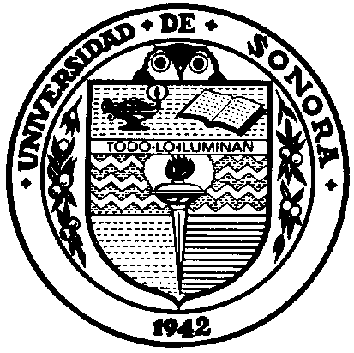 · UNIVERSIDAD · DE · SONORA ·
TODO·LO·ILUMINAN
1942